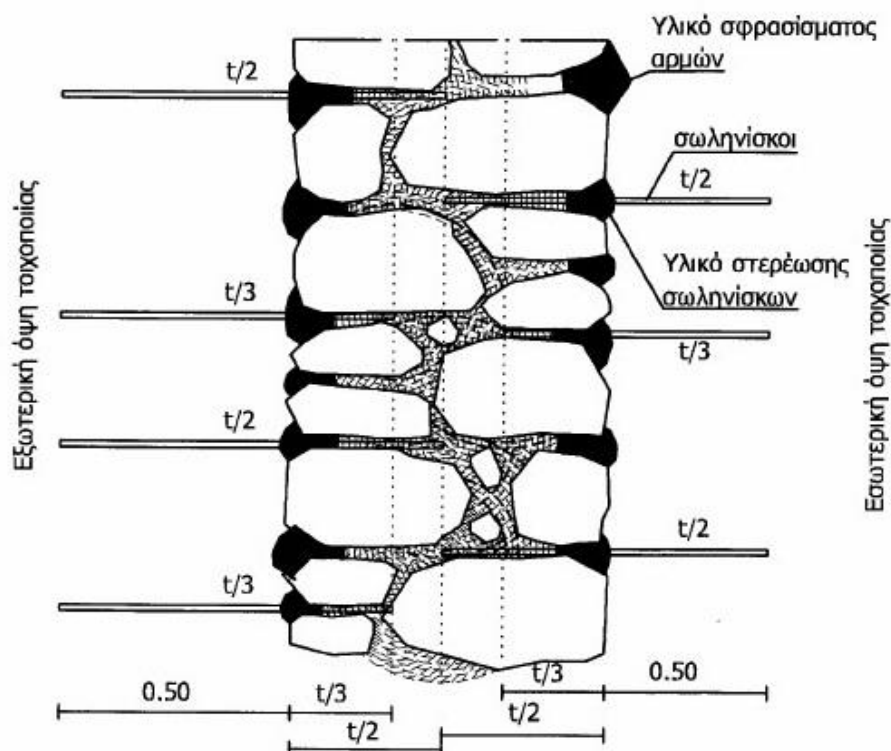 Υλικό σφρασίσματος
αρμών
t/2
σωληνίσκοι
t/2
Εξωτερική όψη τοιχοποιίας
Εσωτερική όψη τοιχοποιίας
Υλικό στερέωσης
σωληνίσκων
t/3
t/3
t/2
t/2
t/3
0.50
t/3
t/2
t/3
t/2
0.50